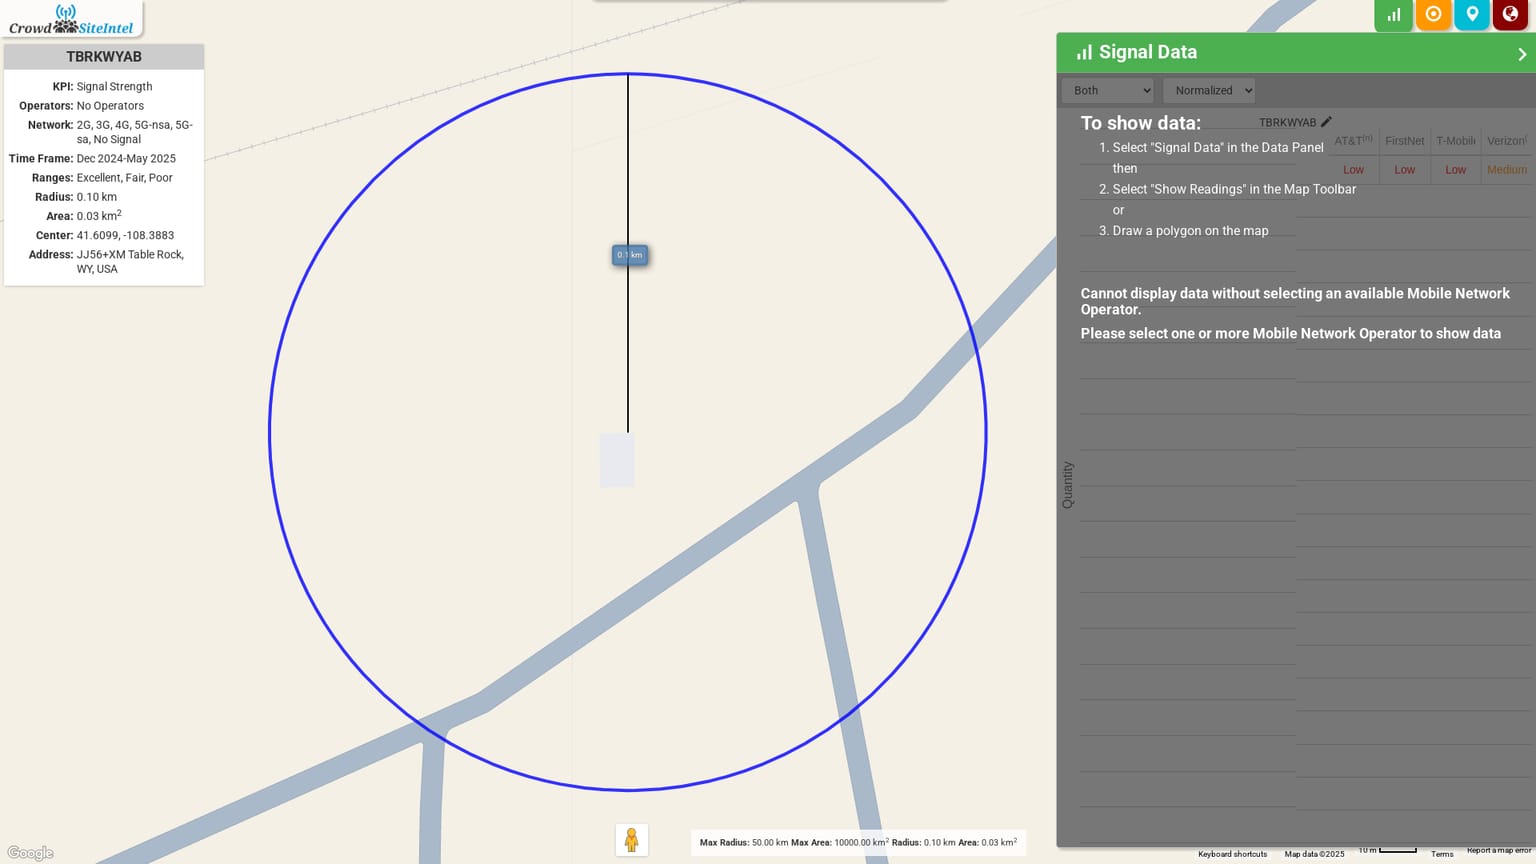 CrowdSiteIntel
TBRKWYAB
KPI: Signal Strength
Operators: No Operators
Network: 2G, 3G, 4G, 5G-nsa, 5G-
sa, No Signal
Time Frame: Dec 2024-May 2025
Ranges: Excellent, Fair, Poor
Radius: 0.10 km
Area: 0.03 km²
Center: 41.6099, -108.3883
Address: JJ56+XM Table Rock,
WY, USA
0.1 km
Signal Data
Both Normalized
To show data:
TBRKWYAB
AT&T(n) FirstNet T-Mobile Verizon
Low Low Low Medium
1. Select "Signal Data" in the Data Panel
then
2. Select "Show Readings" in the Map Toolbar
or
3. Draw a polygon on the map
Cannot display data without selecting an available Mobile Network
Operator.
Please select one or more Mobile Network Operator to show data
Quantity
Google
Max Radius: 50.00 km Max Area: 10000.00 km² Radius: 0.10 km Area: 0.03 km²
Keyboard shortcuts Map data ©2025 10 m Terms Report a map error